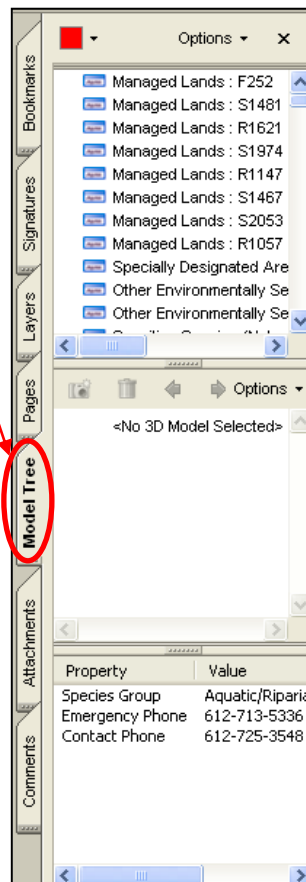 Bookmarks
Signatures
Layers
Pages
Model Tree
Attachments
Comments
Options
Managed Lands : F252
Managed Lands : S1481
Managed Lands : R1621
Managed Lands : S1974
Managed Lands : R1147
Managed Lands : S1467
Managed Lands : S2053
Managed Lands : R1057
Specially Designated Are
Other Environmentally Se
Other Environmentally Se
Options
<No 3D Model Selected>
Property Value
Species Group Aquatic/Riparia
Emergency Phone 612-713-5336
Contact Phone 612-725-3548